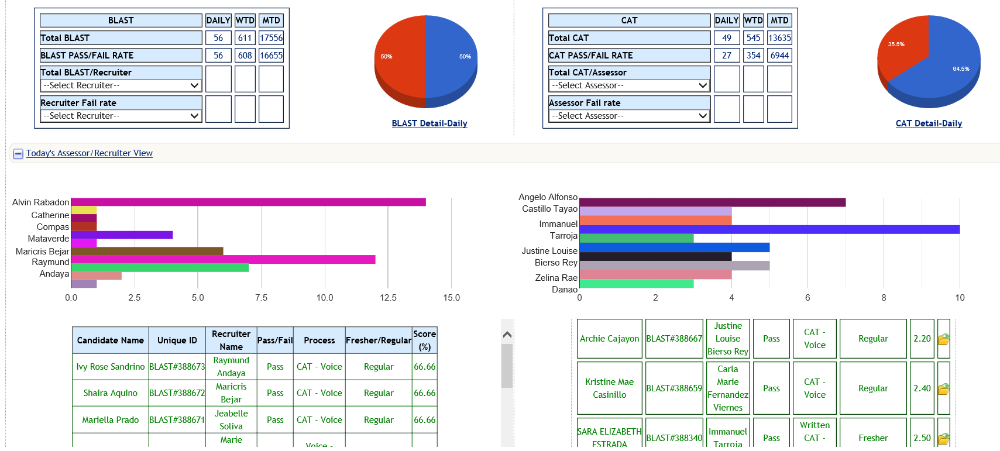 BLAST DAILY WTD MTD
Total BLAST 56 611 17556
BLAST PASS/FAIL RATE 56 608 16655
Total BLAST/Recruiter
--Select Recruiter--
Recruiter Fail rate
--Select Recruiter--
50% 50%
BLAST Detail-Daily
CAT DAILY WTD MTD
Total CAT 49 545 13635
CAT PASS/FAIL RATE 27 354 6944
Total CAT/Assessor
--Select Assessor--
Assessor Fail rate
--Select Assessor--
35.5%
64.5%
CAT Detail-Daily
Today's Assessor/Recruiter View
Alvin Rabadon
Catherine
Compas
Mataverde
Maricris Bejar
Raymund
Andaya
0.0 2.5 5.0 7.5 10.0 12.5 15.0
Angelo Alfonso
Castillo Tayao
Immanuel
Tarroja
Justine Louise
Bierso Rey
Zelina Rae
Danao
0 2 4 6 8 10
Candidate Name Unique ID Recruiter Name Pass/Fail Process Fresher/Regular Score (%)
Ivy Rose Sandrino BLAST#388673 Raymund Andaya Pass CAT - Voice Regular 66.66
Shaira Aquino BLAST#388672 Maricris Bejar Pass CAT - Voice Regular 66.66
Mariella Prado BLAST#388671 Jeabelle Soliva Pass CAT - Voice Regular 66.66
Marie
Voice -
Archie Cajayon BLAST#388667 Justine Louise Bierso Rey Pass CAT - Voice Regular 2.20
Kristine Mae Casinillo BLAST#388659 Carla Marie Fernandez Viernes Pass CAT - Voice Regular 2.40
SARA ELIZABETH ESTRADA BLAST#388340 Immanuel Tarroja Pass Written CAT - Fresher 2.50